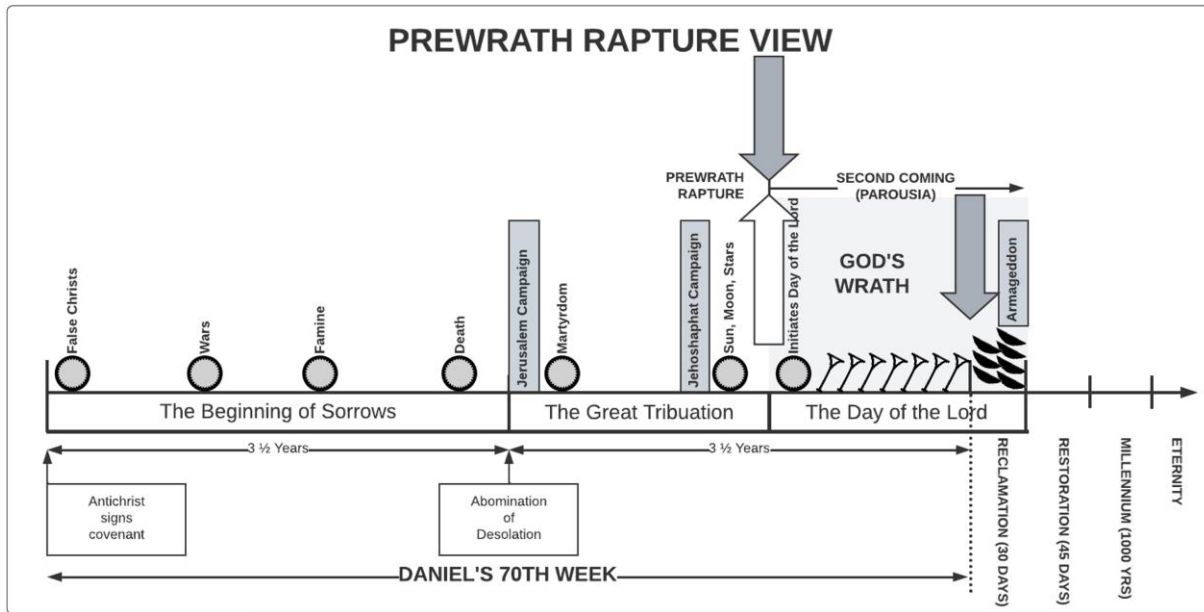 PREWRATH RAPTURE VIEW
PREWRATH
RAPTURE
SECOND COMING
(PAROUSIA)
GOD'S
WRATH
False Christs
Wars
Famine
Death
Jerusalem Campaign
Martyrdom
Jehoshaphat Campaign
Sun, Moon, Stars
Initiates Day of the Lord
Armageddon
The Beginning of Sorrows
The Great Tribuation
The Day of the Lord
3 ½ Years
3 ½ Years
Antichrist
signs
covenant
Abomination
of
Desolation
DANIEL'S 70TH WEEK
RECLAMATION (30 DAYS)
RESTORATION (45 DAYS)
MILLENNIUM (1000 YRS)
ETERNITY